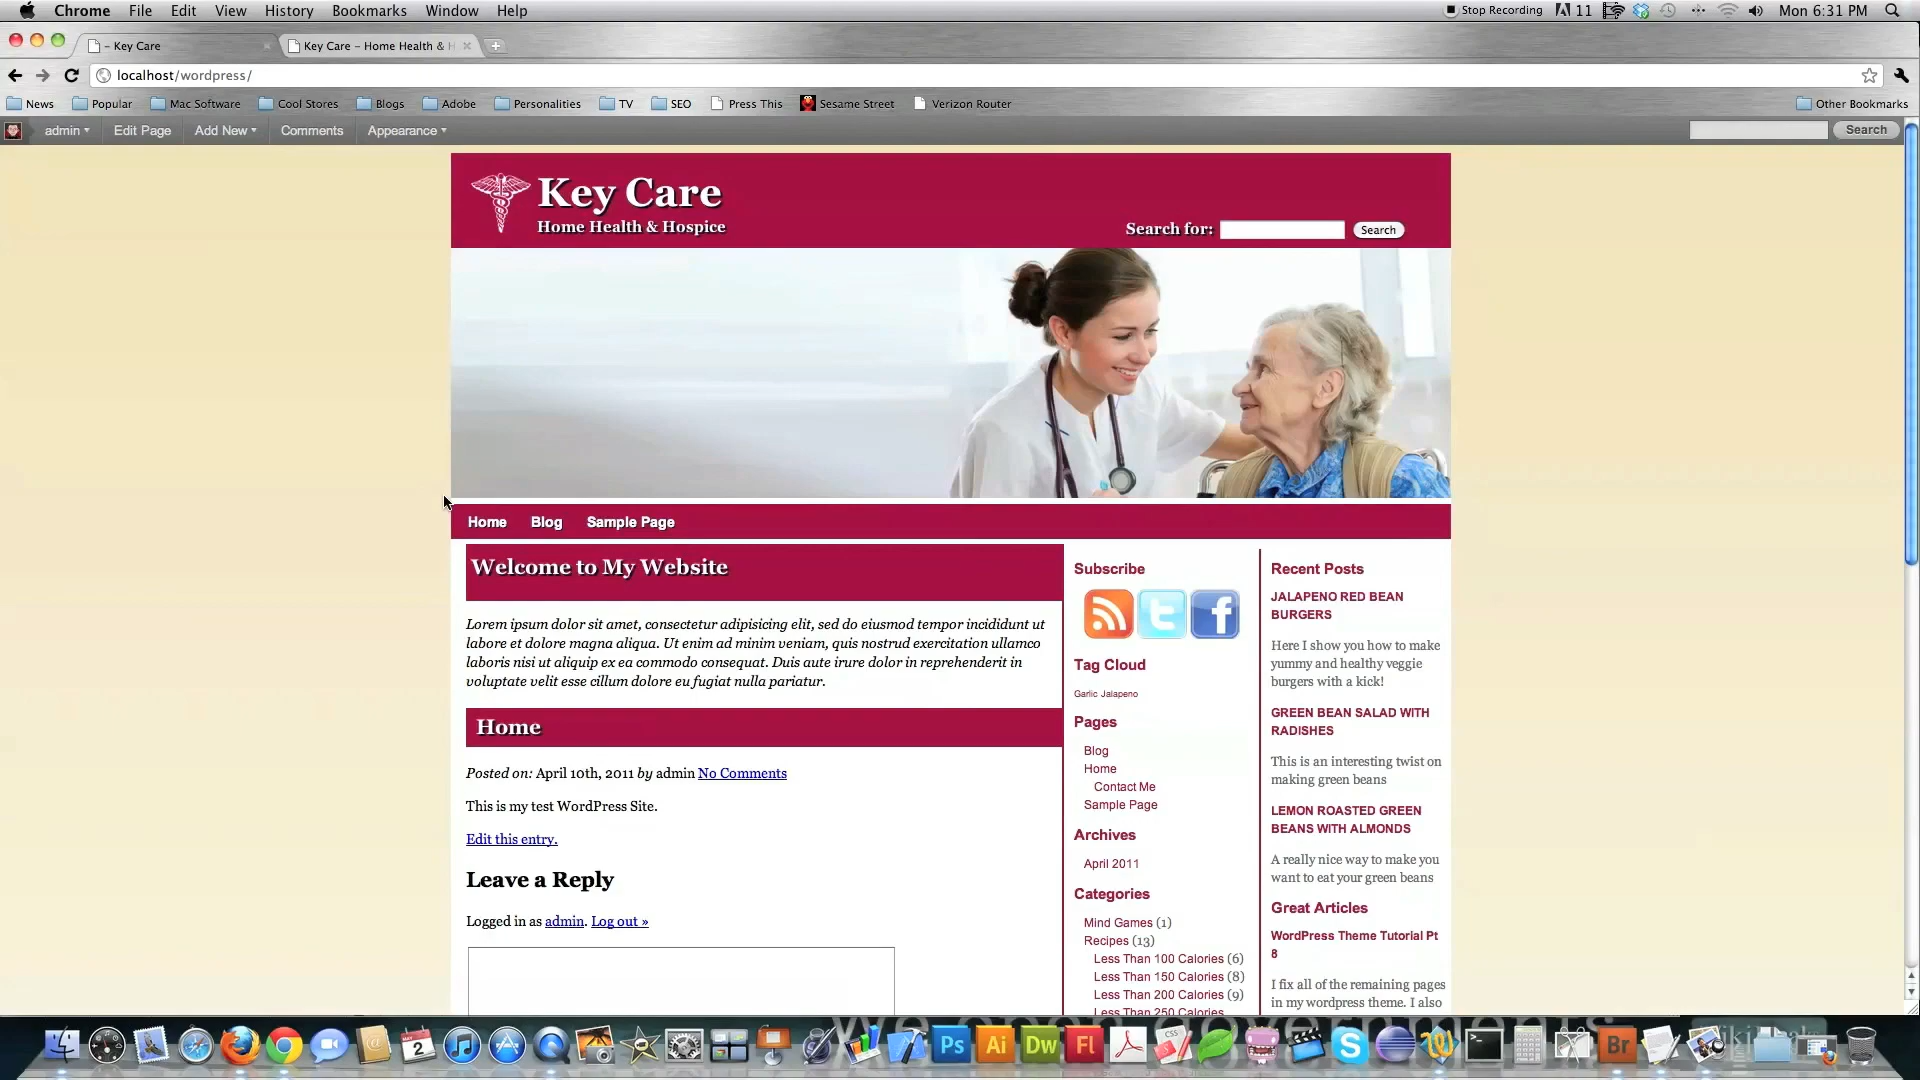 Chrome File Edit View History Bookmarks Window Help Stop Recording 11 Mon 6:31 PM
– Key Care
Key Care – Home Health & H
localhost/wordpress/
News Popular Mac Software Cool Stores Blogs Adobe Personalities TV SEO Press This Sesame Street Verizon Router Other Bookmarks
admin Edit Page Add New Comments Appearance Search
Key Care
Home Health & Hospice
Search for: Search
Home Blog Sample Page
Welcome to My Website
Lorem ipsum dolor sit amet, consectetur adipisicing elit, sed do eiusmod tempor incididunt ut
labore et dolore magna aliqua. Ut enim ad minim veniam, quis nostrud exercitation ullamco
laboris nisi ut aliquip ex ea commodo consequat. Duis aute irure dolor in reprehenderit in
voluptate velit esse cillum dolore eu fugiat nulla pariatur.
Home
Posted on: April 10th, 2011 by admin No Comments
This is my test WordPress Site.
Edit this entry.
Leave a Reply
Logged in as admin. Log out »
Subscribe
Tag Cloud
Garlic Jalapeno
Pages
Blog
Home
Contact Me
Sample Page
Archives
April 2011
Categories
Mind Games (1)
Recipes (13)
Less Than 100 Calories (6)
Less Than 150 Calories (8)
Less Than 200 Calories (9)
Less Than 250 Calories
Recent Posts
JALAPENO RED BEAN
BURGERS
Here I show you how to make
yummy and healthy veggie
burgers with a kick!
GREEN BEAN SALAD WITH
RADISHES
This is an interesting twist on
making green beans
LEMON ROASTED GREEN
BEANS WITH ALMONDS
A really nice way to make you
want to eat your green beans
Great Articles
WordPress Theme Tutorial Pt
8
I fix all of the remaining pages
in my wordpress theme. I also
2 Ps Ai Dw Fl Br